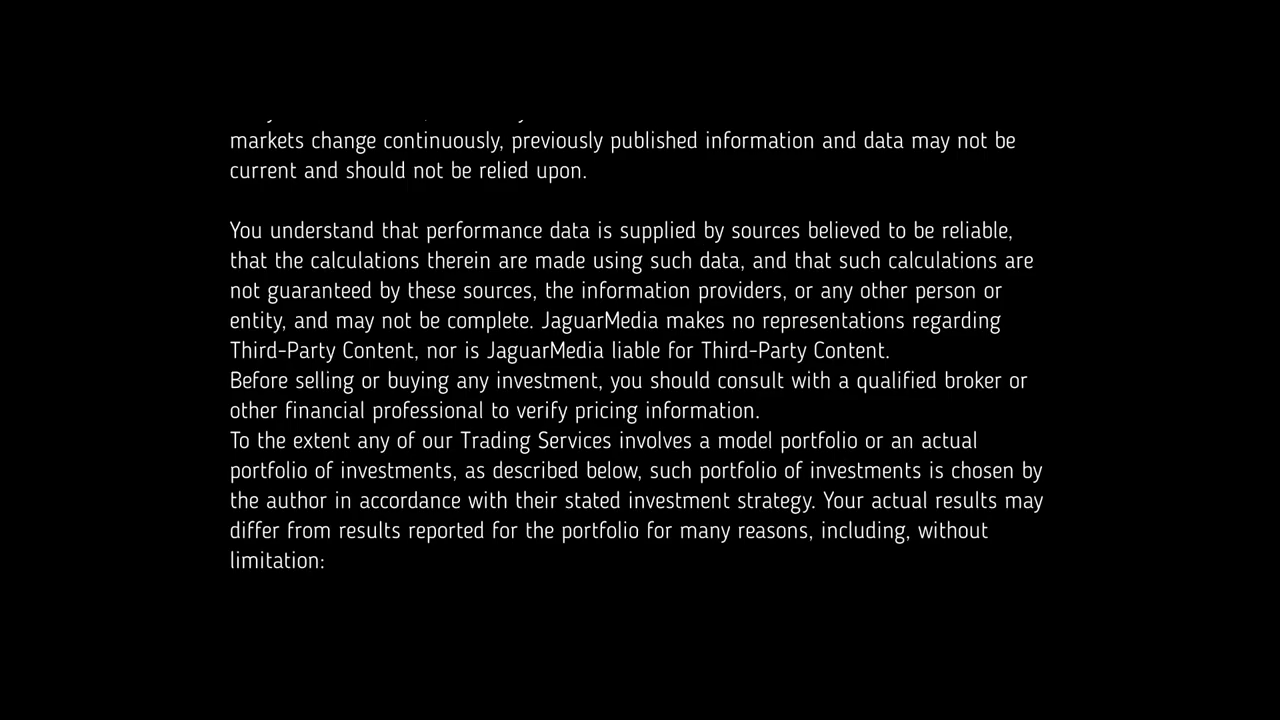 markets change continuously, previously published information and data may not be
current and should not be relied upon.
You understand that performance data is supplied by sources believed to be reliable,
that the calculations therein are made using such data, and that such calculations are
not guaranteed by these sources, the information providers, or any other person or
entity, and may not be complete. JaguarMedia makes no representations regarding
Third-Party Content, nor is JaguarMedia liable for Third-Party Content.
Before selling or buying any investment, you should consult with a qualified broker or
other financial professional to verify pricing information.
To the extent any of our Trading Services involves a model portfolio or an actual
portfolio of investments, as described below, such portfolio of investments is chosen by
the author in accordance with their stated investment strategy. Your actual results may
differ from results reported for the portfolio for many reasons, including, without
limitation: